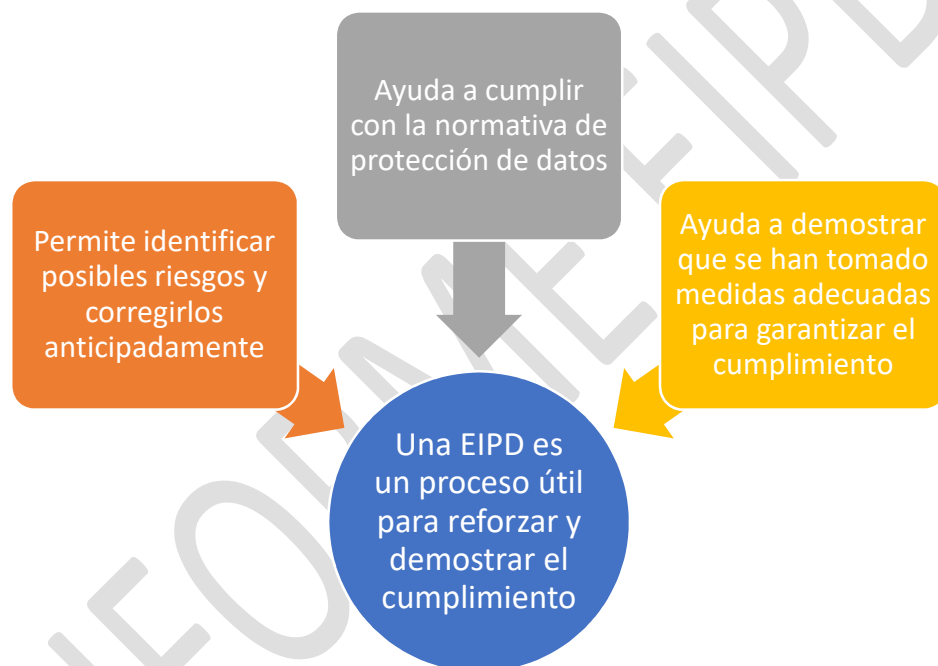 Ayuda a cumplir
con la normativa de
protección de datos
Permite identificar
posibles riesgos y
corregirlos
anticipadamente
Ayuda a demostrar
que se han tomado
medidas adecuadas
para garantizar el
cumplimiento
Una EIPD es
un proceso útil
para reforzar y
demostrar el
cumplimiento